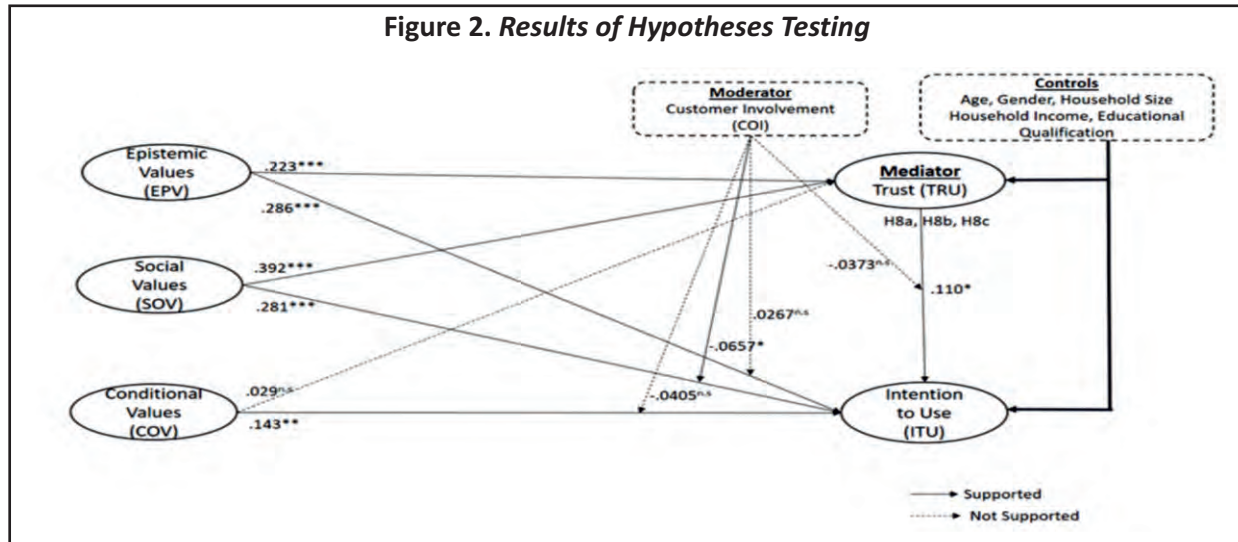 Figure 2. Results of Hypotheses Testing
Moderator
Customer Involvement
(COI)
Controls
Age, Gender, Household Size
Household Income, Educational
Qualification
Epistemic
Values
(EPV)
.223***
.286***
Mediator
Trust (TRU)
H8a, H8b, H8c
Social
Values
(SOV)
.392***
.281***
-.0373n.s
.110*
.0267n.s
-.0657*
-.0405n.s
Conditional
Values
(COV)
.029n.s
.143**
Intention
to Use
(ITU)
Supported
Not Supported